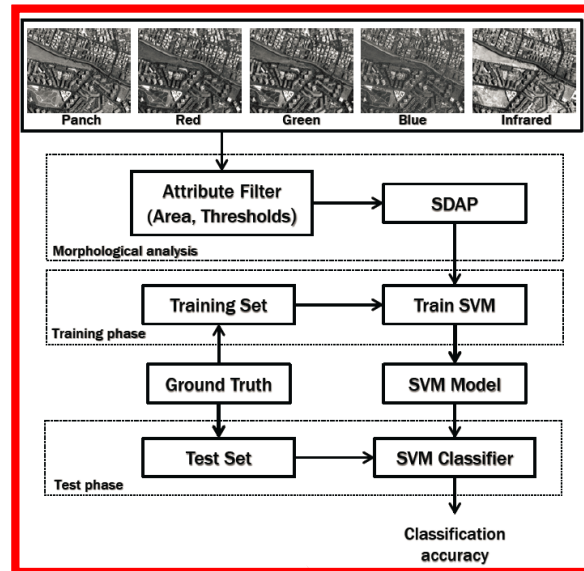 Panch
Red
Green
Blue
Infrared
Attribute Filter
(Area, Thresholds)
SDAP
Morphological analysis
Training Set
Train SVM
Training phase
Ground Truth
SVM Model
Test Set
SVM Classifier
Test phase
Classification
accuracy